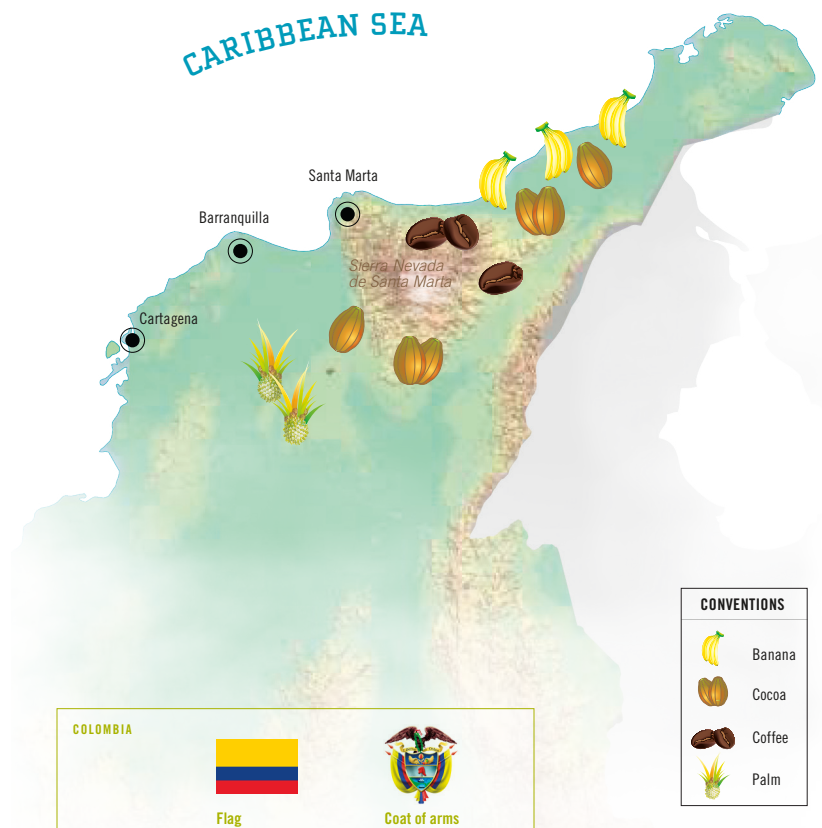 CARIBBEAN SEA
Santa Marta
Barranquilla
Sierra Nevada
de Santa Marta
Cartagena
CONVENTIONS
Banana
Cocoa
Coffee
Palm
COLOMBIA
Flag
Coat of arms